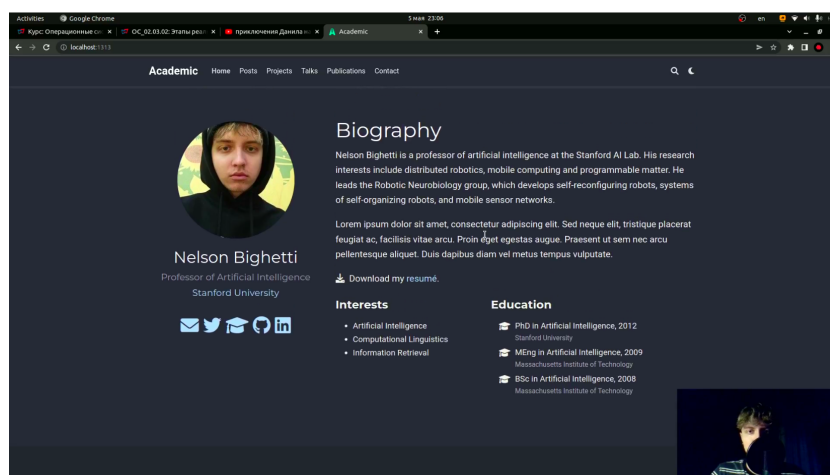 Activities Google Chrome 5 мая 23:06 en
Курс: Операционные си ОС_02.03.02: Этапы реал приключения Данила Academic
localhost:1313
Academic Home Posts Projects Talks Publications Contact
Biography
Nelson Bighetti is a professor of artificial intelligence at the Stanford AI Lab. His research
interests include distributed robotics, mobile computing and programmable matter. He
leads the Robotic Neurobiology group, which develops self-reconfiguring robots, systems
of self-organizing robots, and mobile sensor networks.
Lorem ipsum dolor sit amet, consectetur adipiscing elit. Sed neque elit, tristique placerat
feugiat ac, facilisis vitae arcu. Proin eget egestas augue. Praesent ut sem nec arcu
pellentesque aliquet. Duis dapibus diam vel metus tempus vulputate.
Download my resumé.
Nelson Bighetti
Professor of Artificial Intelligence
Stanford University
Interests
Artificial Intelligence
Computational Linguistics
Information Retrieval
Education
PhD in Artificial Intelligence, 2012
Stanford University
MEng in Artificial Intelligence, 2009
Massachusetts Institute of Technology
BSc in Artificial Intelligence, 2008
Massachusetts Institute of Technology